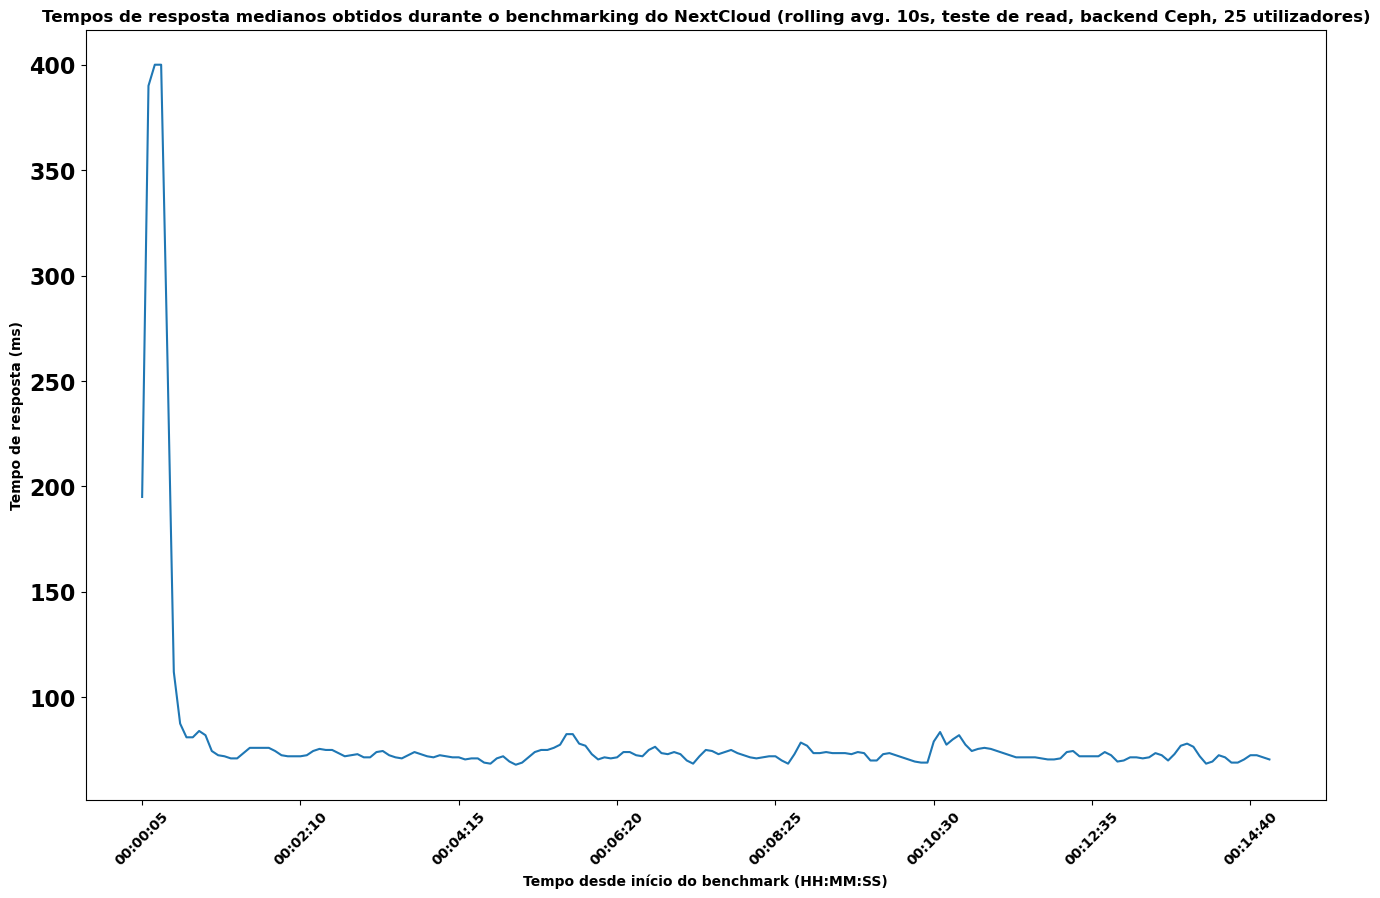 Tempos de resposta medianos obtidos durante o benchmarking do NextCloud (rolling avg. 10s, teste de read, backend Ceph, 25 utilizadores)
400
350
300
250
200
150
100
Tempo de resposta (ms)
00:00:05 00:02:10 00:04:15 00:06:20 00:08:25 00:10:30 00:12:35 00:14:40
Tempo desde início do benchmark (HH:MM:SS)